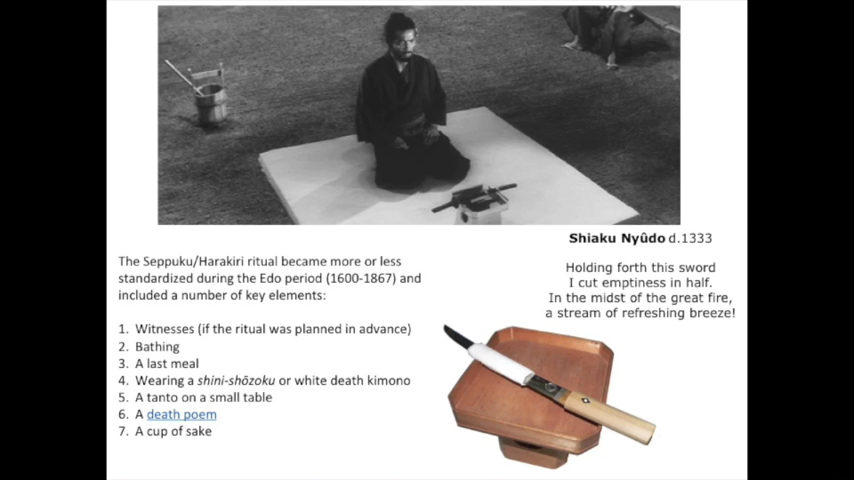 Shiaku Nyûdo d.1333
Holding forth this sword
I cut emptiness in half.
In the midst of the great fire,
a stream of refreshing breeze!
The Seppuku/Harakiri ritual became more or less
standardized during the Edo period (1600-1867) and
included a number of key elements:
1. Witnesses (if the ritual was planned in advance)
2. Bathing
3. A last meal
4. Wearing a shini-shōzoku or white death kimono
5. A tanto on a small table
6. A death poem
7. A cup of sake